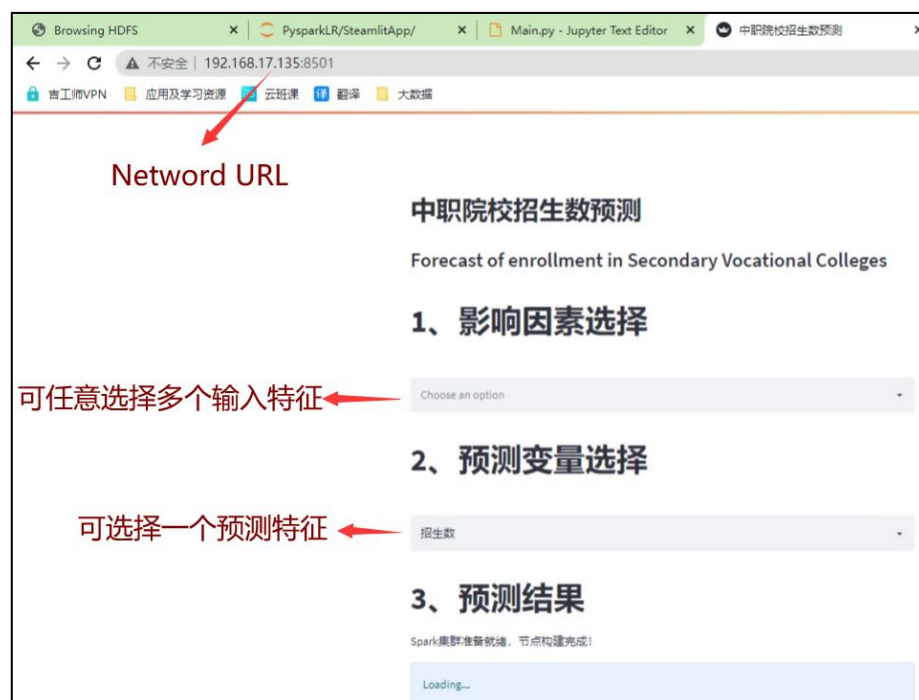 Browsing HDFS
PysparkLR/SteamlitApp/
Main.py - Jupyter Text Editor
中职院校招生数预测
不安全 | 192.168.17.135:8501
吉工师VPN
应用及学习资源
云班课
译 翻译
大数据
Netword URL
中职院校招生数预测
Forecast of enrollment in Secondary Vocational Colleges
1、影响因素选择
可任意选择多个输入特征
Choose an option
2、预测变量选择
可选择一个预测特征
招生数
3、预测结果
Spark集群准备就绪，节点构建完成！
Loading...